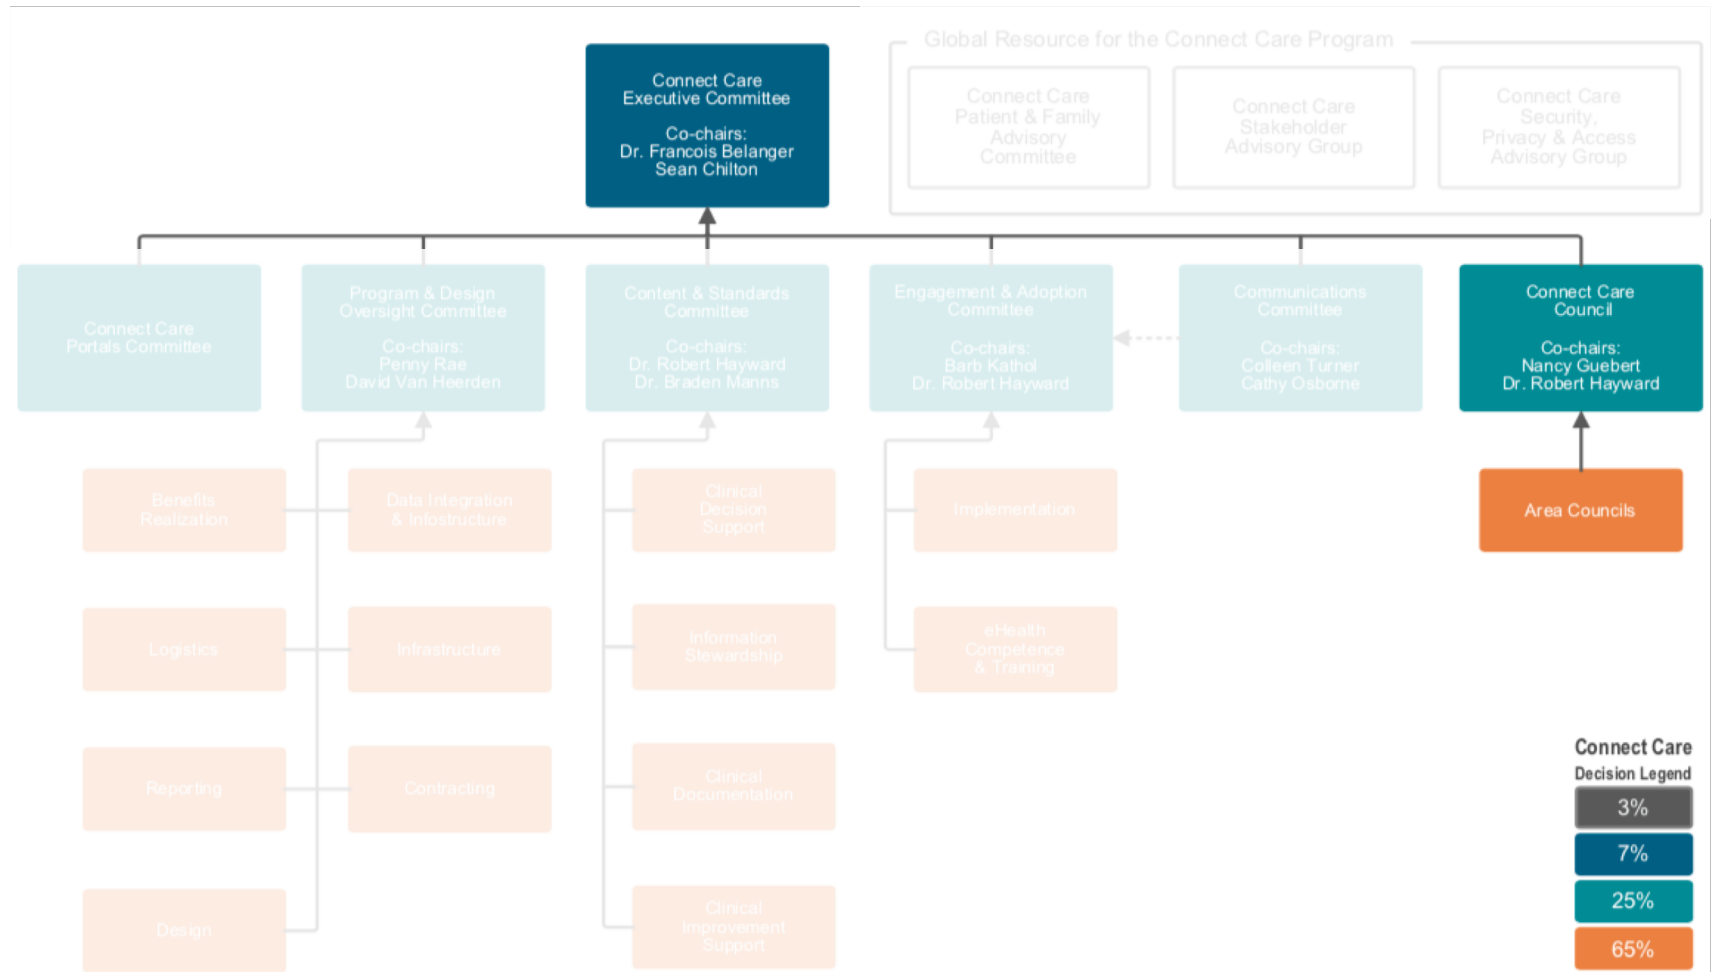 Global Resource for the Connect Care Program
Connect Care
Executive Committee
Co-chairs:
Dr. Francois Belanger
Sean Chilton
Connect Care
Patient & Family
Advisory
Committee
Connect Care
Stakeholder
Advisory Group
Connect Care
Security,
Privacy & Access
Advisory Group
Connect Care
Portals Committee
Program & Design
Oversight Committee
Co-chairs:
Penny Rae
David Van Heerden
Content & Standards
Committee
Co-chairs:
Dr. Robert Hayward
Dr. Braden Manns
Engagement & Adoption
Committee
Co-chairs:
Barb Kathol
Dr. Robert Hayward
Communications
Committee
Co-chairs:
Colleen Turner
Cathy Osborne
Connect Care
Council
Co-chairs:
Nancy Guebert
Dr. Robert Hayward
Benefits
Realization
Data Integration
& Infostructure
Clinical
Decision
Support
Implementation
Area Councils
Logistics
Infrastructure
Information
Stewardship
eHealth
Competence
& Training
Reporting
Contracting
Clinical
Documentation
Design
Clinical
Improvement
Support
Connect Care
Decision Legend
3%
7%
25%
65%